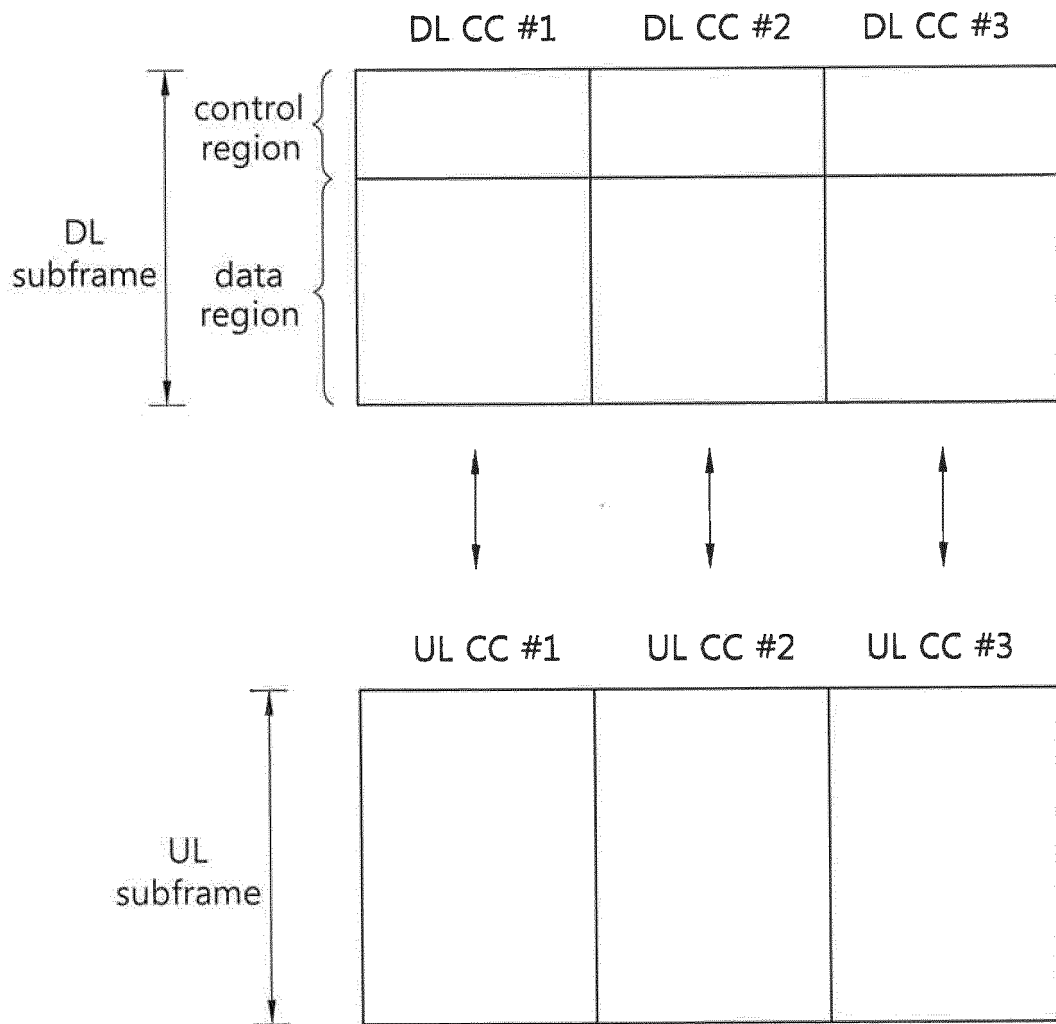 DL CC #1 DL CC #2 DL CC #3
control
region
DL
subframe
data
region
UL CC #1 UL CC #2 UL CC #3
UL
subframe